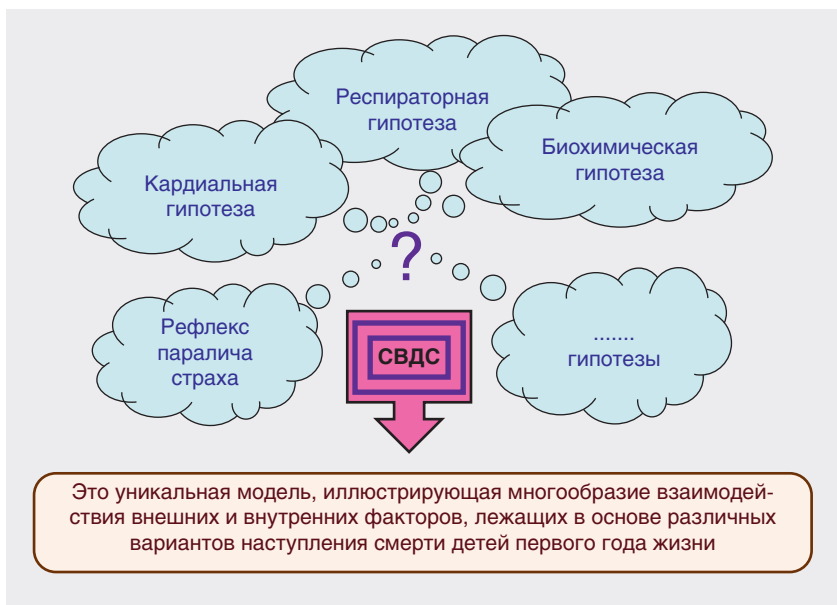 Респираторная
гипотеза
Биохимическая
гипотеза
Кардиальная
гипотеза
?
Рефлекс
паралича
страха
СВДС
.......
гипотезы
Это уникальная модель, иллюстрирующая многообразие взаимодей-
ствия внешних и внутренних факторов, лежащих в основе различных
вариантов наступления смерти детей первого года жизни